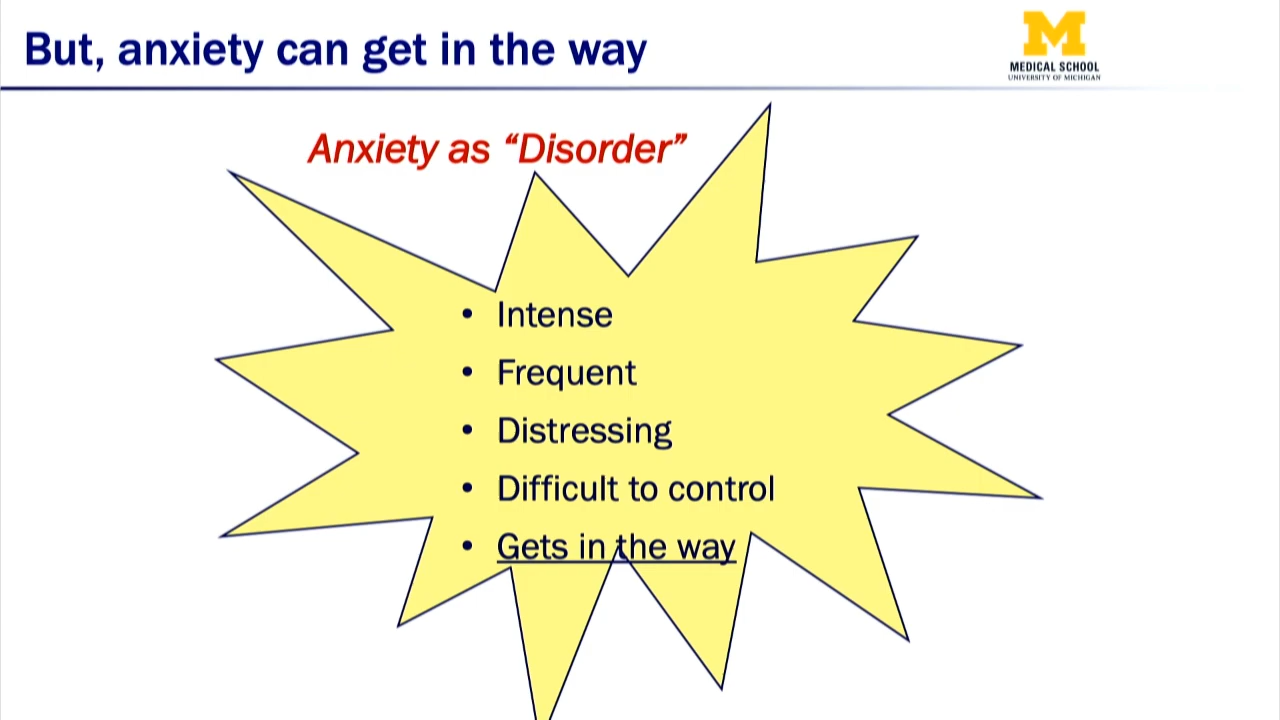 But, anxiety can get in the way
M
MEDICAL SCHOOL
UNIVERSITY OF MICHIGAN
Anxiety as “Disorder”
• Intense
• Frequent
• Distressing
• Difficult to control
• Gets in the way